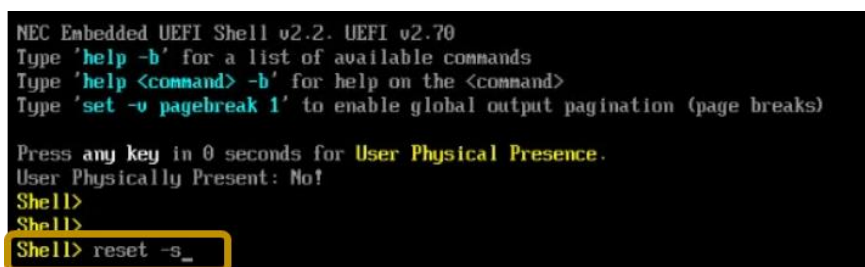 NEC Embedded UEFI Shell v2.2. UEFI v2.70
Type 'help -b' for a list of available commands
Type 'help <command> -b' for help on the <command>
Type 'set -v pagebreak 1' to enable global output pagination (page breaks)
Press any key in 0 seconds for User Physical Presence.
User Physically Present: No!
Shell>
Shell>
Shell> reset -s_